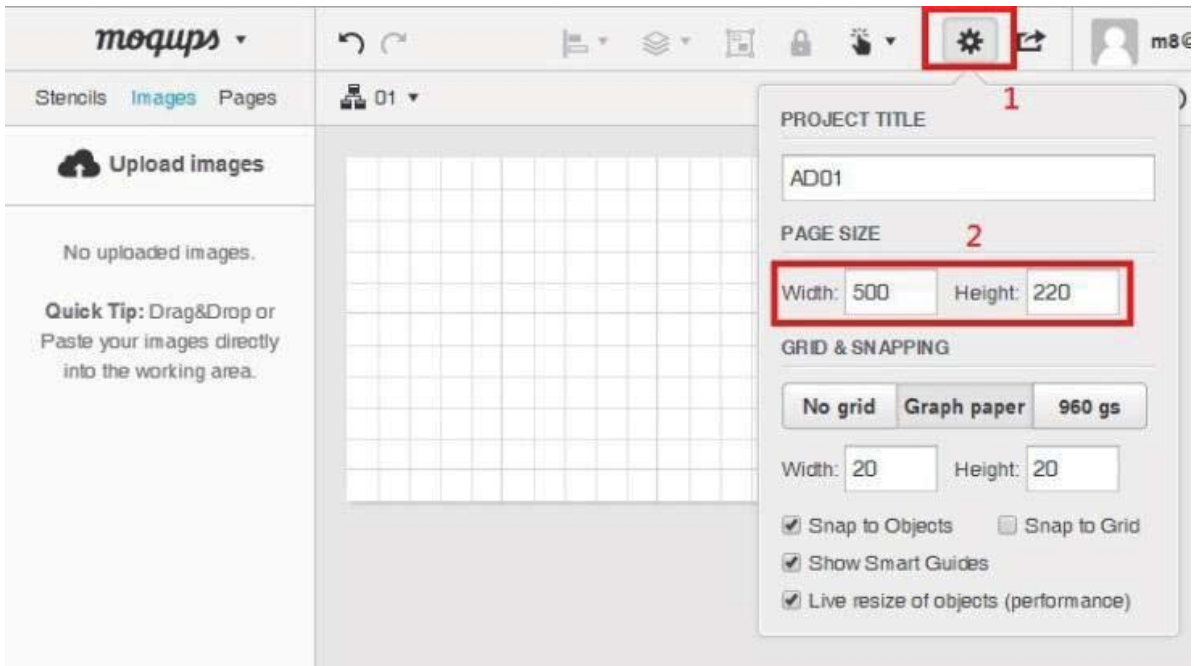 moqups
m8@
Stencils Images Pages
01
1
PROJECT TITLE
Upload images
AD01
PAGE SIZE
2
No uploaded images.
Width: 500 Height: 220
Quick Tip: Drag&Drop or
Paste your images directly
into the working area.
GRID & SNAPPING
No grid Graph paper 960 gs
Width: 20 Height: 20
Snap to Objects Snap to Grid
Show Smart Guides
Live resize of objects (performance)